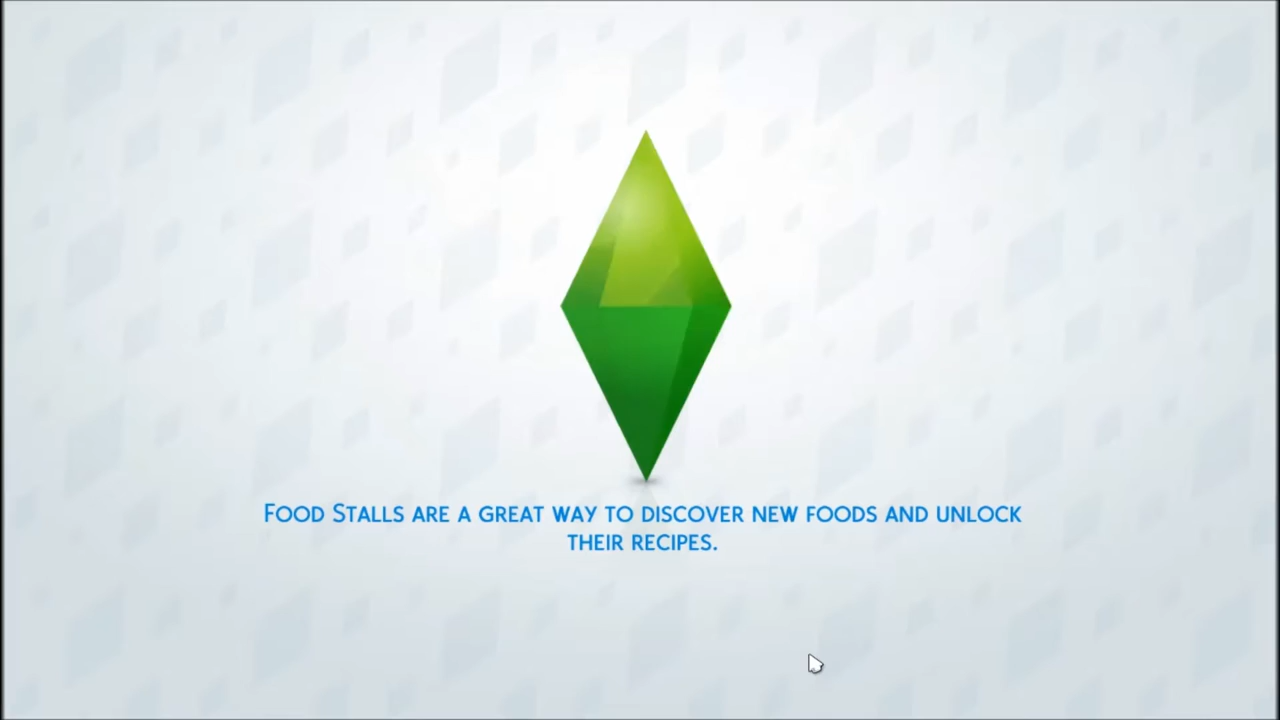 Food Stalls are a great way to discover new foods and unlock
their recipes.